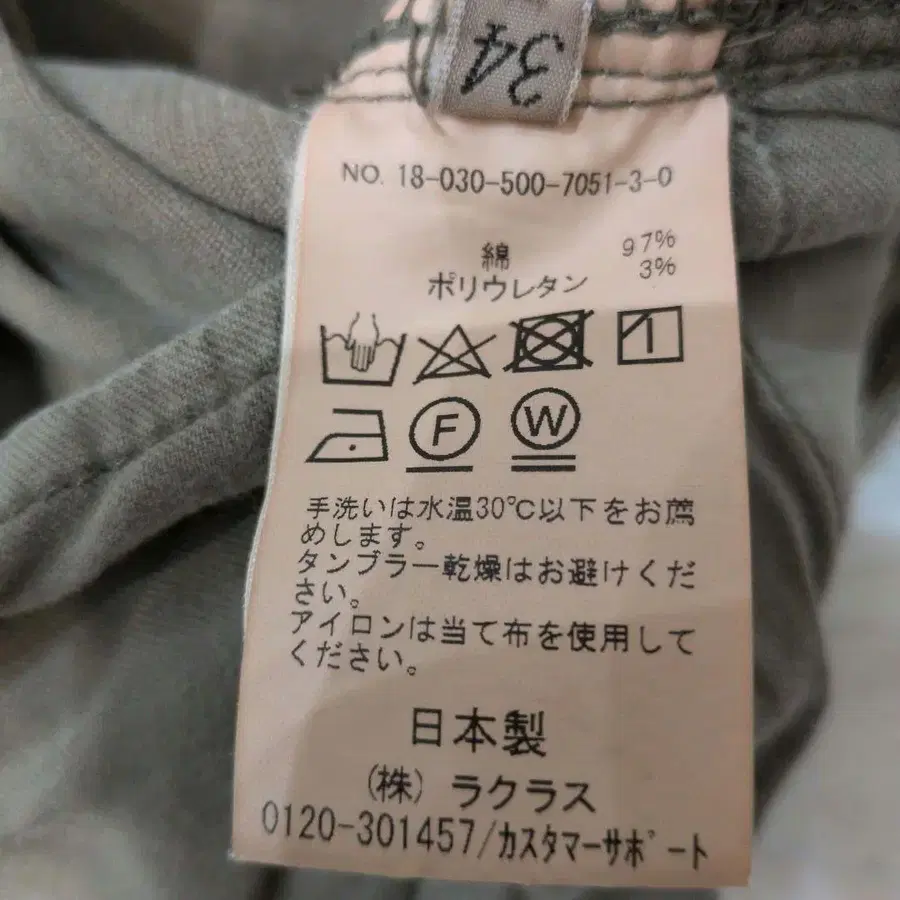 34
NO. 18-030-500-7051-3-0
綿 97%
ポリウレタン 3%
F W
手洗いは水温30℃以下をお薦
めします。
タンブラー乾燥はお避けくだ
さい。
アイロンは当て布を使用して
ください。
日本製
(株) ラクラス
0120-301457/カスタマーサポート